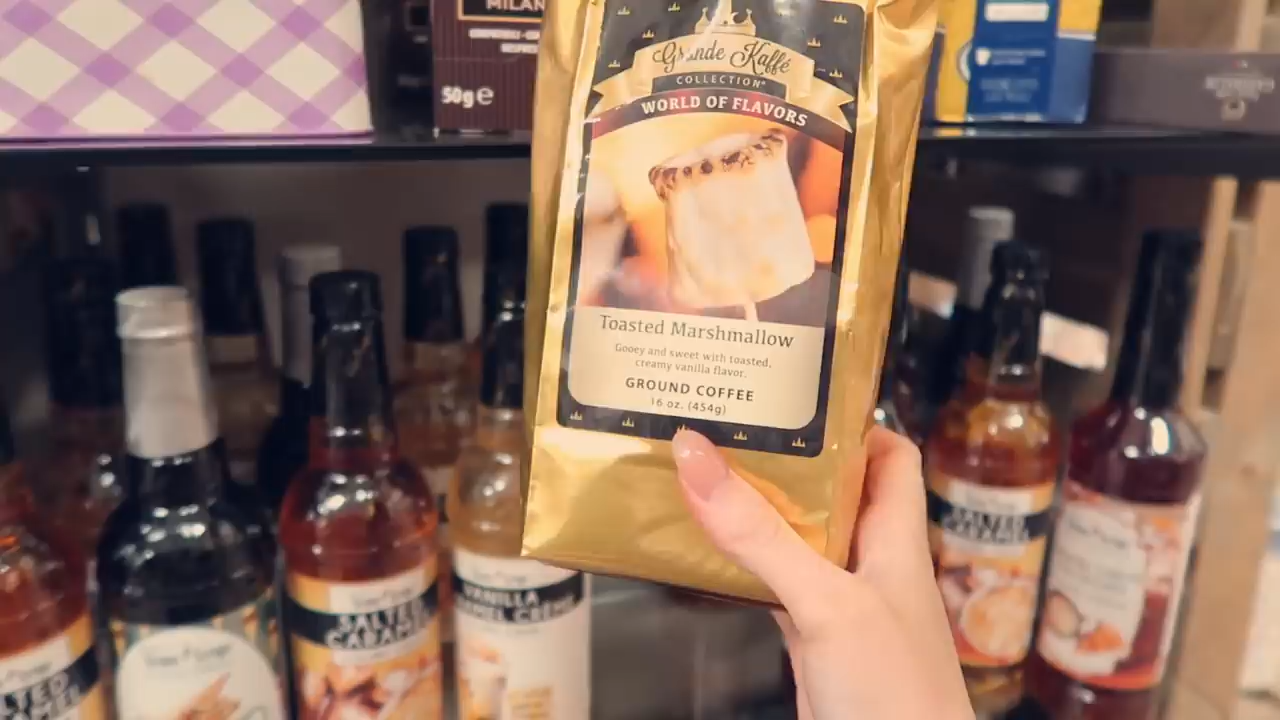 MILAN
50g e
Grande Kaffé
COLLECTION
WORLD OF FLAVORS
Toasted Marshmallow
Gooey and sweet with toasted,
creamy vanilla flavor.
GROUND COFFEE
16 oz. (454g)
SALTED
CARAMEL
VANILLA
CARAMEL CRÈME
SALTED
CARAMEL